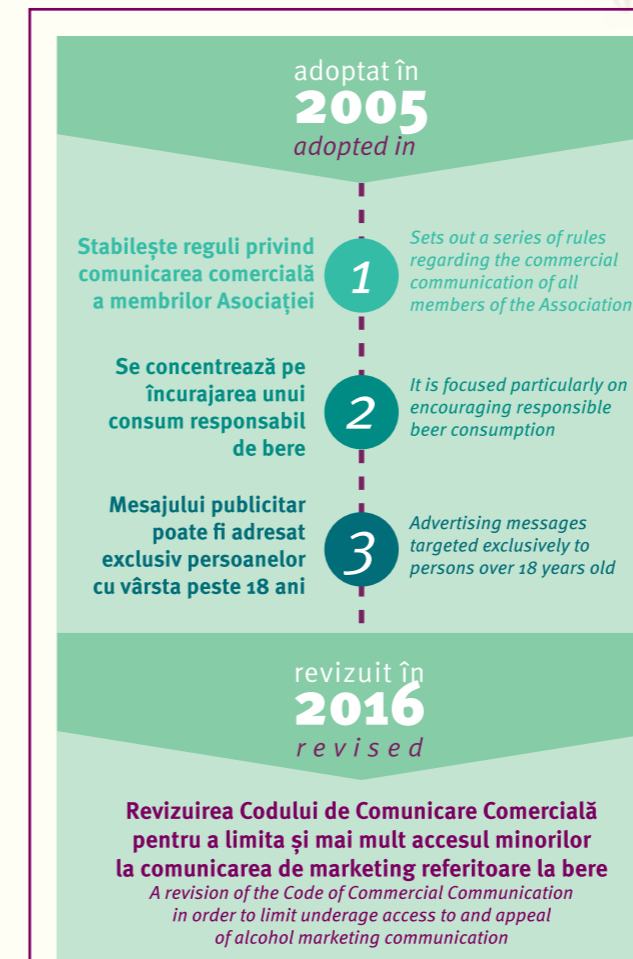 adoptat în
2005
adopted in
Stabilește reguli privind
comunicarea comercială
a membrilor Asociației
1
Sets out a series of rules
regarding the commercial
communication of all
members of the Association
Se concentrează pe
încurajarea unui
consum responsabil
de bere
2
It is focused particularly on
encouraging responsible
beer consumption
Mesajului publicitar
poate fi adresat
exclusiv persoanelor
cu vârsta peste 18 ani
3
Advertising messages
targeted exclusively to
persons over 18 years old
revizuit în
2016
revised
Revizuirea Codului de Comunicare Comercială
pentru a limita și mai mult accesul minorilor
la comunicarea de marketing referitoare la bere
A revision of the Code of Commercial Communication
in order to limit underage access to and appeal
of alcohol marketing communication